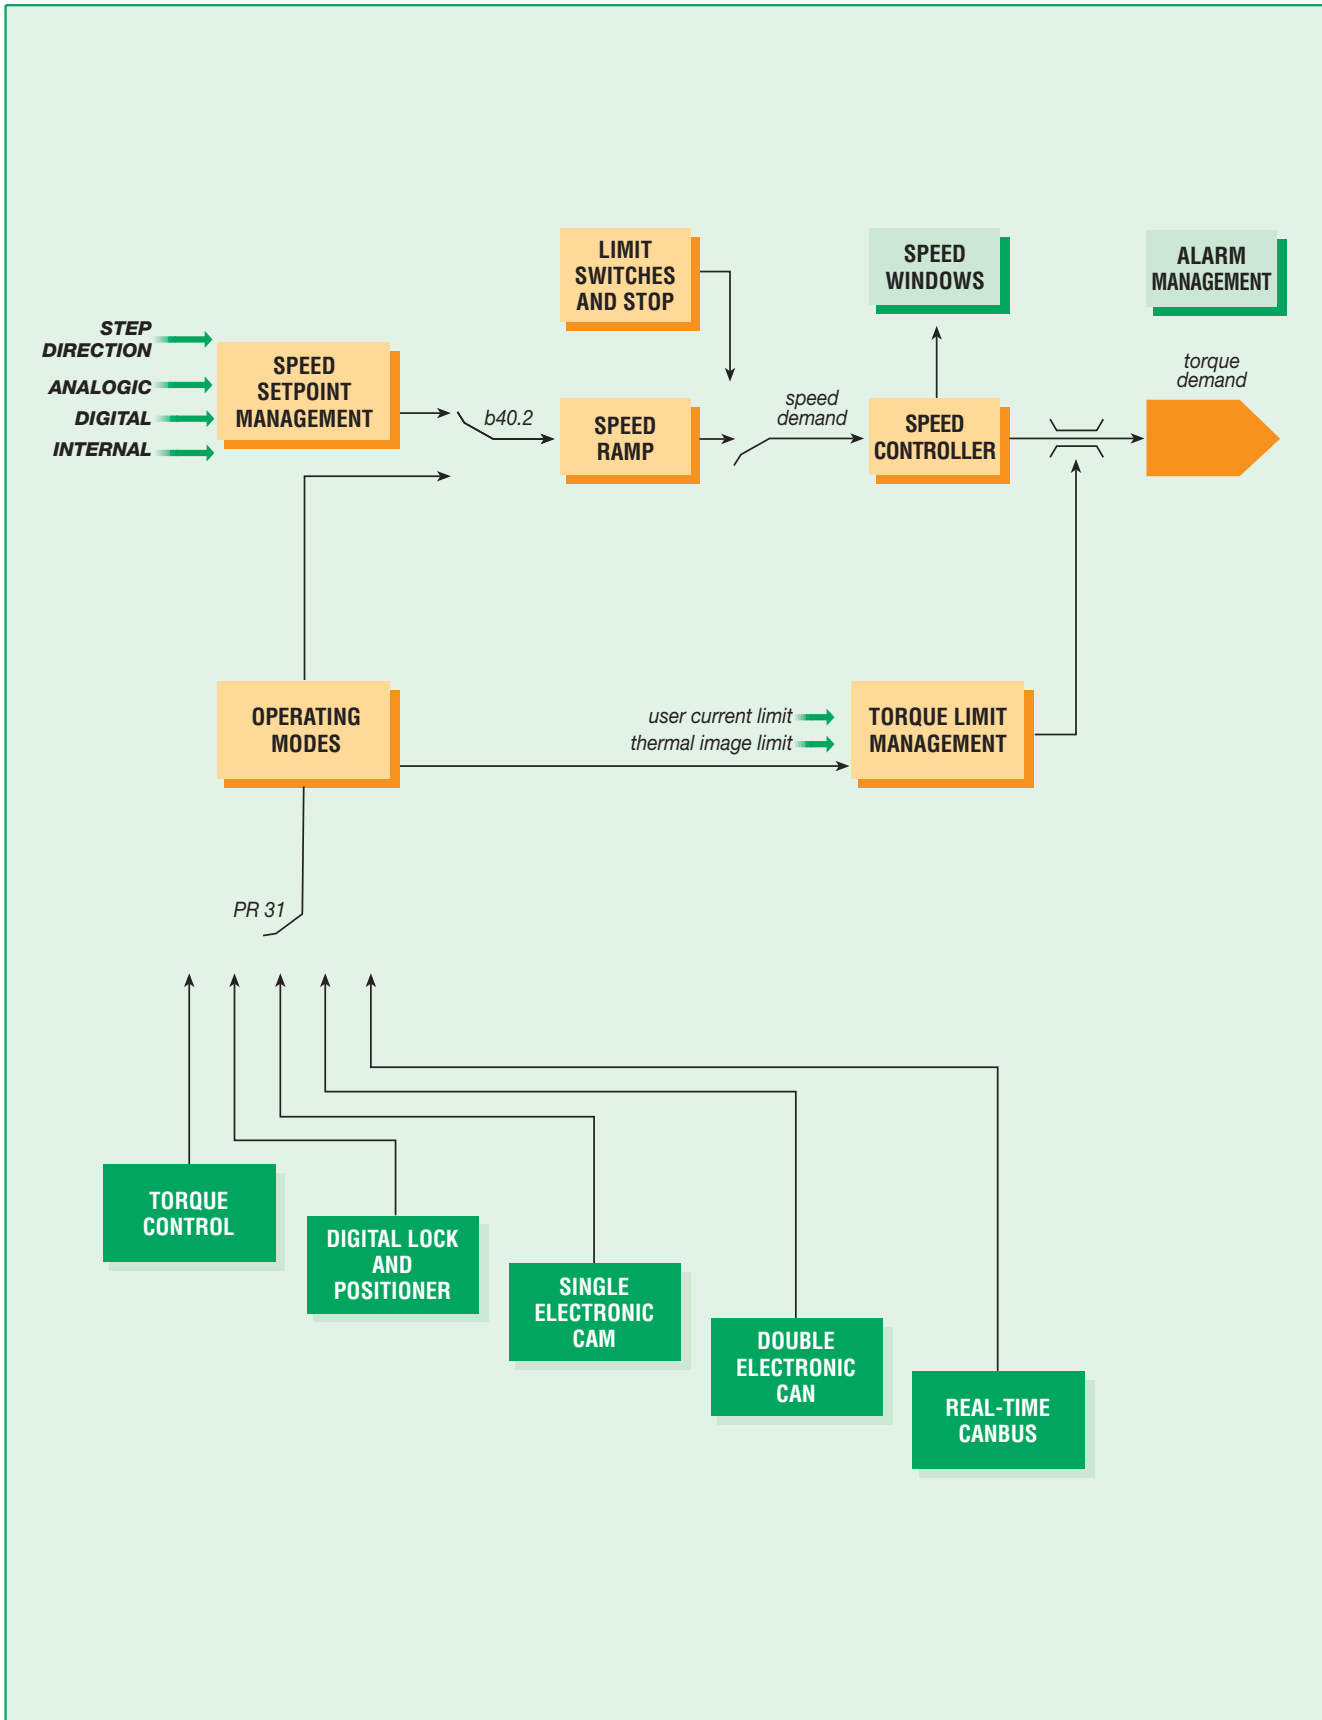 LIMIT
SWITCHES
AND STOP
SPEED
WINDOWS
ALARM
MANAGEMENT
STEP
DIRECTION
ANALOGIC
DIGITAL
INTERNAL
SPEED
SETPOINT
MANAGEMENT
b40.2
SPEED
RAMP
speed
demand
SPEED
CONTROLLER
torque
demand
OPERATING
MODES
user current limit
thermal image limit
TORQUE LIMIT
MANAGEMENT
PR 31
TORQUE
CONTROL
DIGITAL LOCK
AND
POSITIONER
SINGLE
ELECTRONIC
CAM
DOUBLE
ELECTRONIC
CAN
REAL-TIME
CANBUS